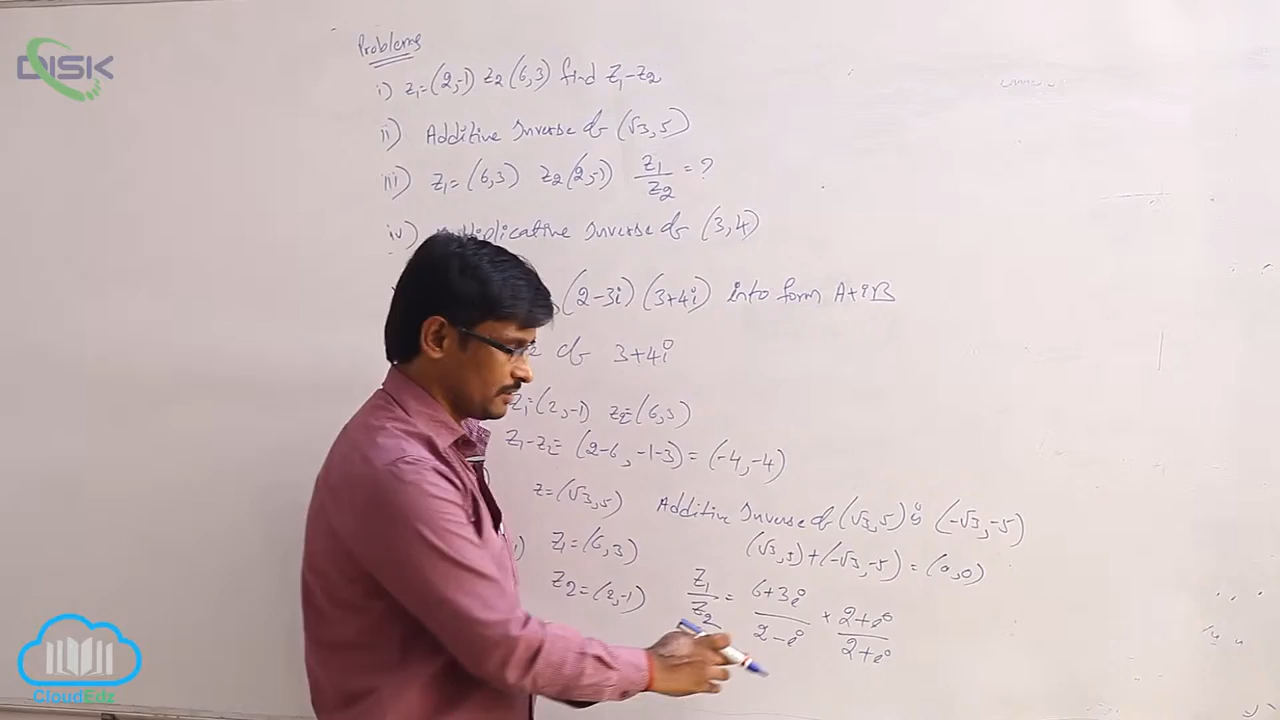 DISK
Problems
i) z₁=(2,-1) z₂(6,3) find z₁-z₂
ii) Additive Inverse of (√3,5)
iii) z₁=(6,3) z₂(2,-1) z₁/z₂ = ?
iv) Inverse of (3,4)
(2-3i) (3+4i) into form A+iB
of 3+4i
z₁=(2,-1) z₂=(6,3)
z₁-z₂= (2-6, -1-3) = (-4,-4)
z=(√3,5) Additive Inverse of (√3,5) is (-√3,-5)
) z₁=(6,3) (√3,5)+(-√3,-5) = (0,0)
z₂=(2,-1) z₁/z₂ = 6+3i/2-i × 2+i/2+i
CloudEdz